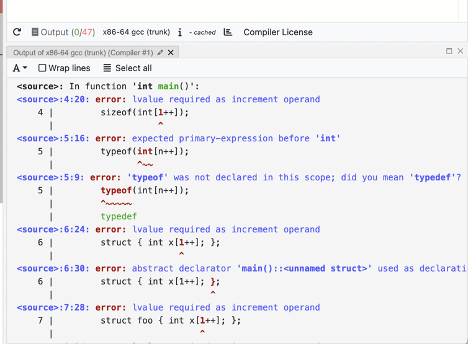 Output (0/47) x86-64 gcc (trunk) i - cached Compiler License
Output of x86-64 gcc (trunk) (Compiler #1)
A Wrap lines Select all
<source>: In function 'int main()':
<source>:4:20: error: lvalue required as increment operand
4 | sizeof(int[1++]);
| ^
<source>:5:16: error: expected primary-expression before 'int'
5 | typeof(int[n++]);
| ^~~
<source>:5:9: error: 'typeof' was not declared in this scope; did you mean 'typedef'?
5 | typeof(int[n++]);
| ^~~~~~
| typedef
<source>:6:24: error: lvalue required as increment operand
6 | struct { int x[1++]; };
| ^
<source>:6:30: error: abstract declarator 'main()::<unnamed struct>' used as declarati
6 | struct { int x[1++]; };
| ^
<source>:7:28: error: lvalue required as increment operand
7 | struct foo { int x[1++]; };
| ^